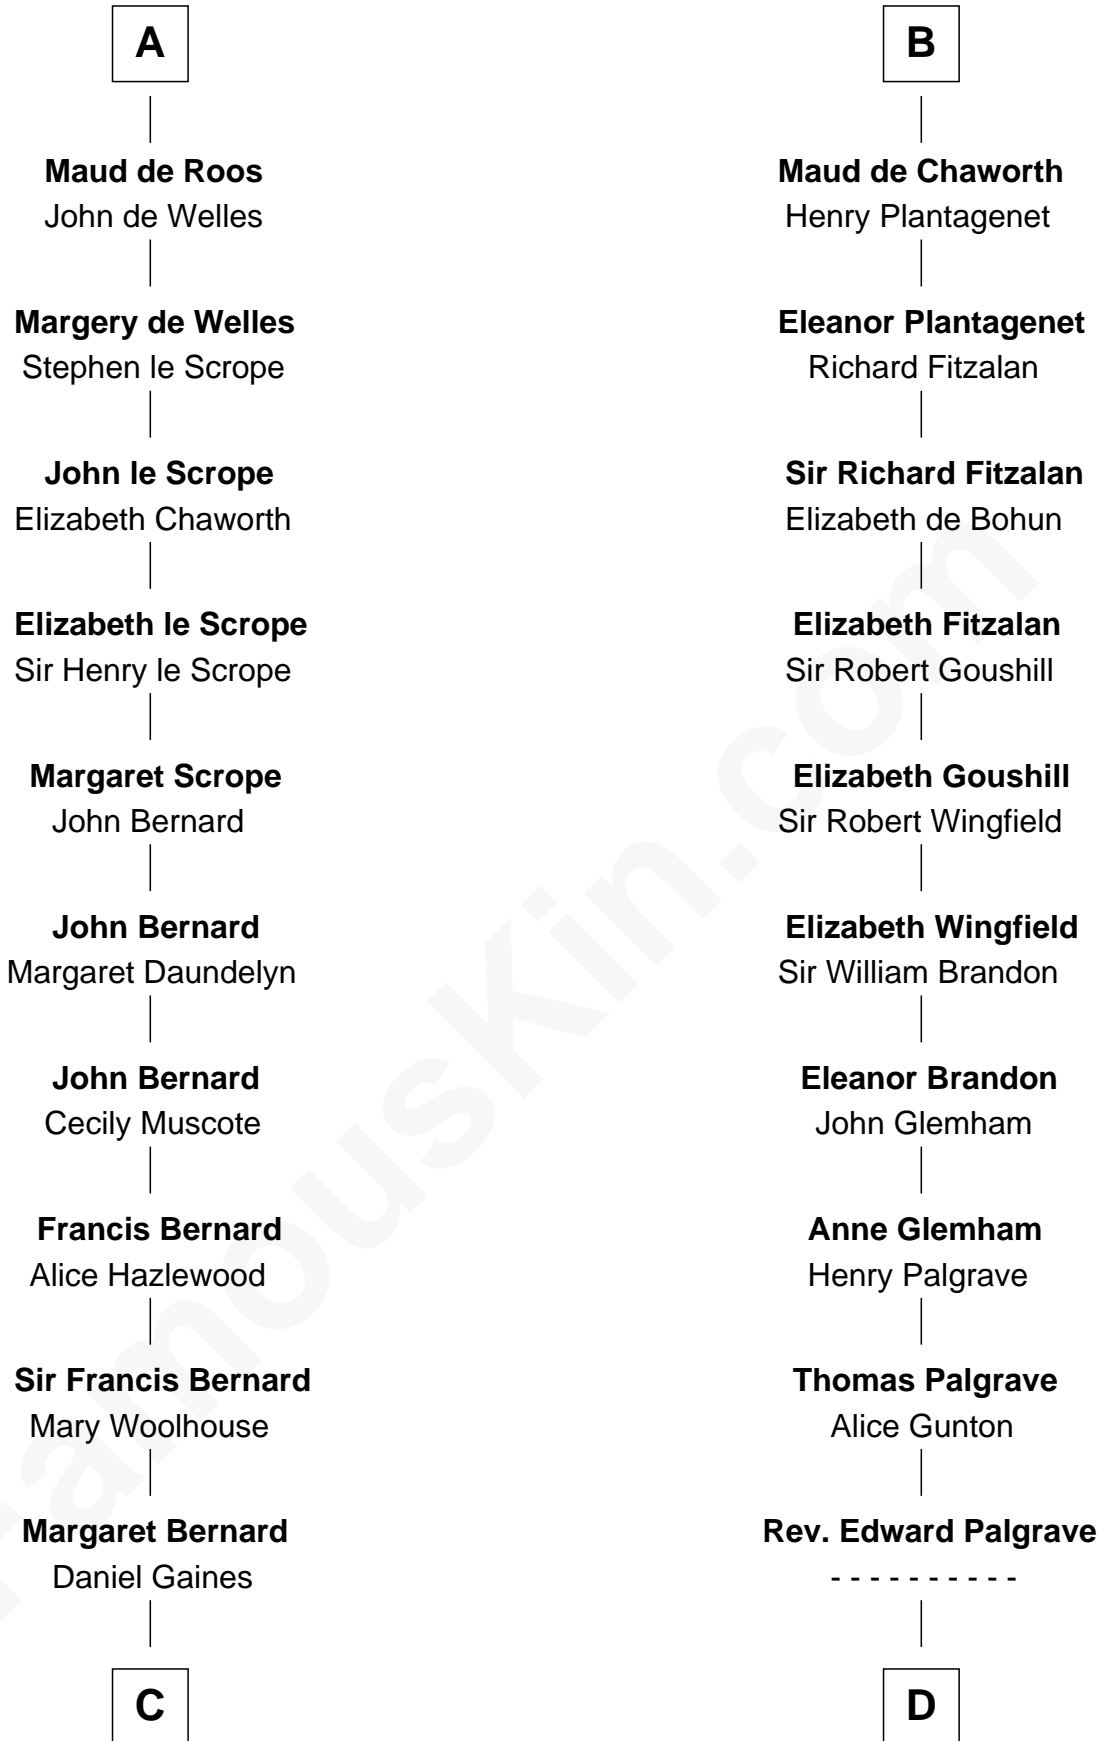 A
Maud de Roos
John de Welles
Margery de Welles
Stephen le Scrope
John le Scrope
Elizabeth Chaworth
Elizabeth le Scrope
Sir Henry le Scrope
Margaret Scrope
John Bernard
John Bernard
Margaret Daundelyn
John Bernard
Cecily Muscote
Francis Bernard
Alice Hazlewood
Sir Francis Bernard
Mary Woolhouse
Margaret Bernard
Daniel Gaines
C
B
Maud de Chaworth
Henry Plantagenet
Eleanor Plantagenet
Richard Fitzalan
Sir Richard Fitzalan
Elizabeth de Bohun
Elizabeth Fitzalan
Sir Robert Goushill
Elizabeth Goushill
Sir Robert Wingfield
Elizabeth Wingfield
Sir William Brandon
Eleanor Brandon
John Glemham
Anne Glemham
Henry Palgrave
Thomas Palgrave
Alice Gunton
Rev. Edward Palgrave
- - - - - - - - - -
D
FamousKin.com